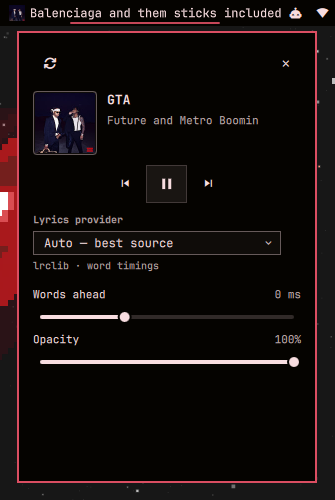 Balenciaga and them sticks included
GTA
Future and Metro Boomin
Lyrics provider
Auto — best source
lrclib · word timings
Words ahead 0 ms
Opacity 100%